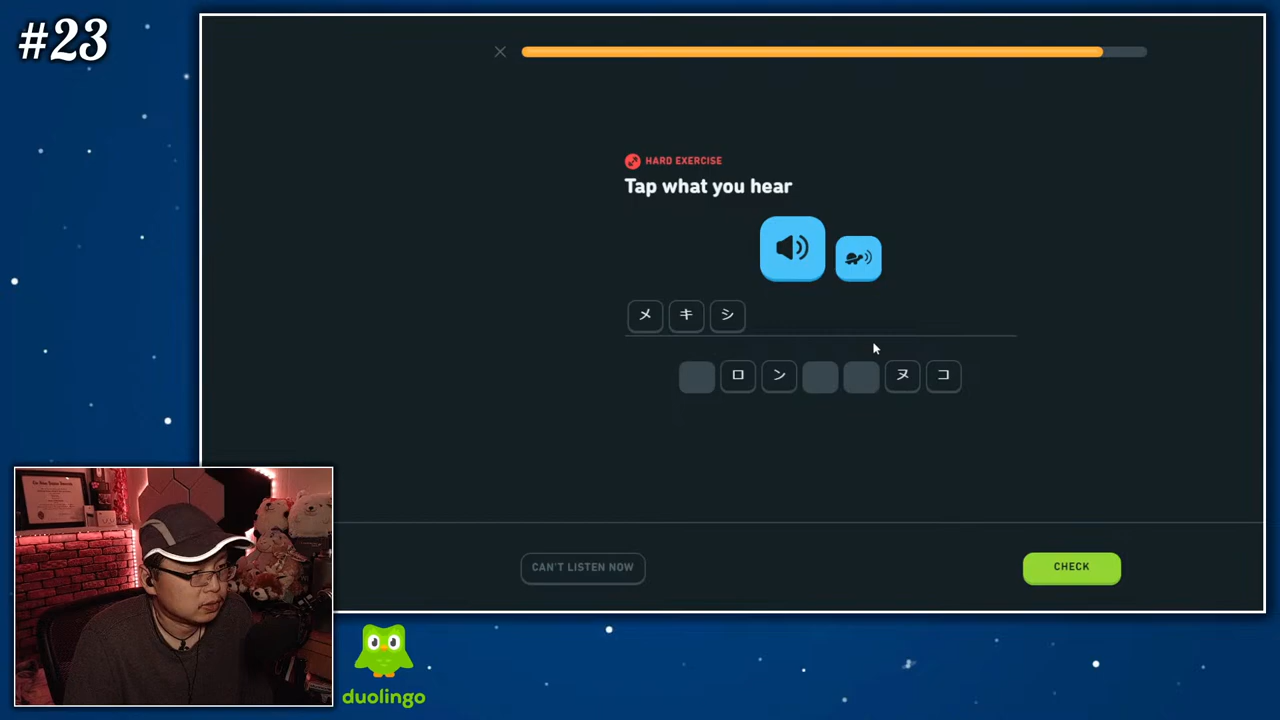 #23
HARD EXERCISE
Tap what you hear
メ キ シ
ロ ン ヌ コ
CAN'T LISTEN NOW
CHECK
duolingo